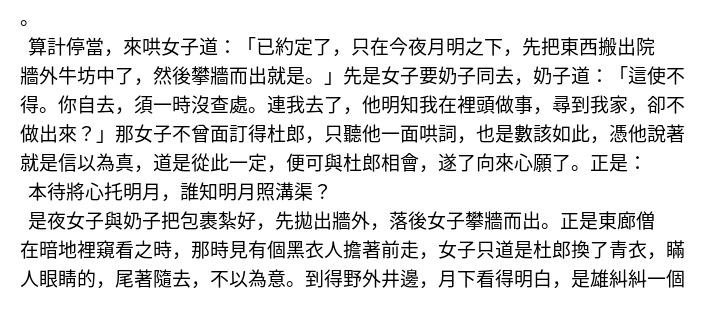 。
算計停當，來哄女子道：「已約定了，只在今夜月明之下，先把東西搬出院
牆外牛坊中了，然後攀牆而出就是。」先是女子要奶子同去，奶子道：「這使不
得。你自去，須一時沒查處。連我去了，他明知我在裡頭做事，尋到我家，卻不
做出來？」那女子不曾面訂得杜郎，只聽他一面哄詞，也是數該如此，憑他說著
就是信以為真，道是從此一定，便可與杜郎相會，遂了向來心願了。正是：
本待將心托明月，誰知明月照溝渠？
是夜女子與奶子把包裹紮好，先拋出牆外，落後女子攀牆而出。正是東廊僧
在暗地裡窺看之時，那時見有個黑衣人擔著前走，女子只道是杜郎換了青衣，瞞
人眼睛的，尾著隨去，不以為意。到得野外井邊，月下看得明白，是雄糾糾一個